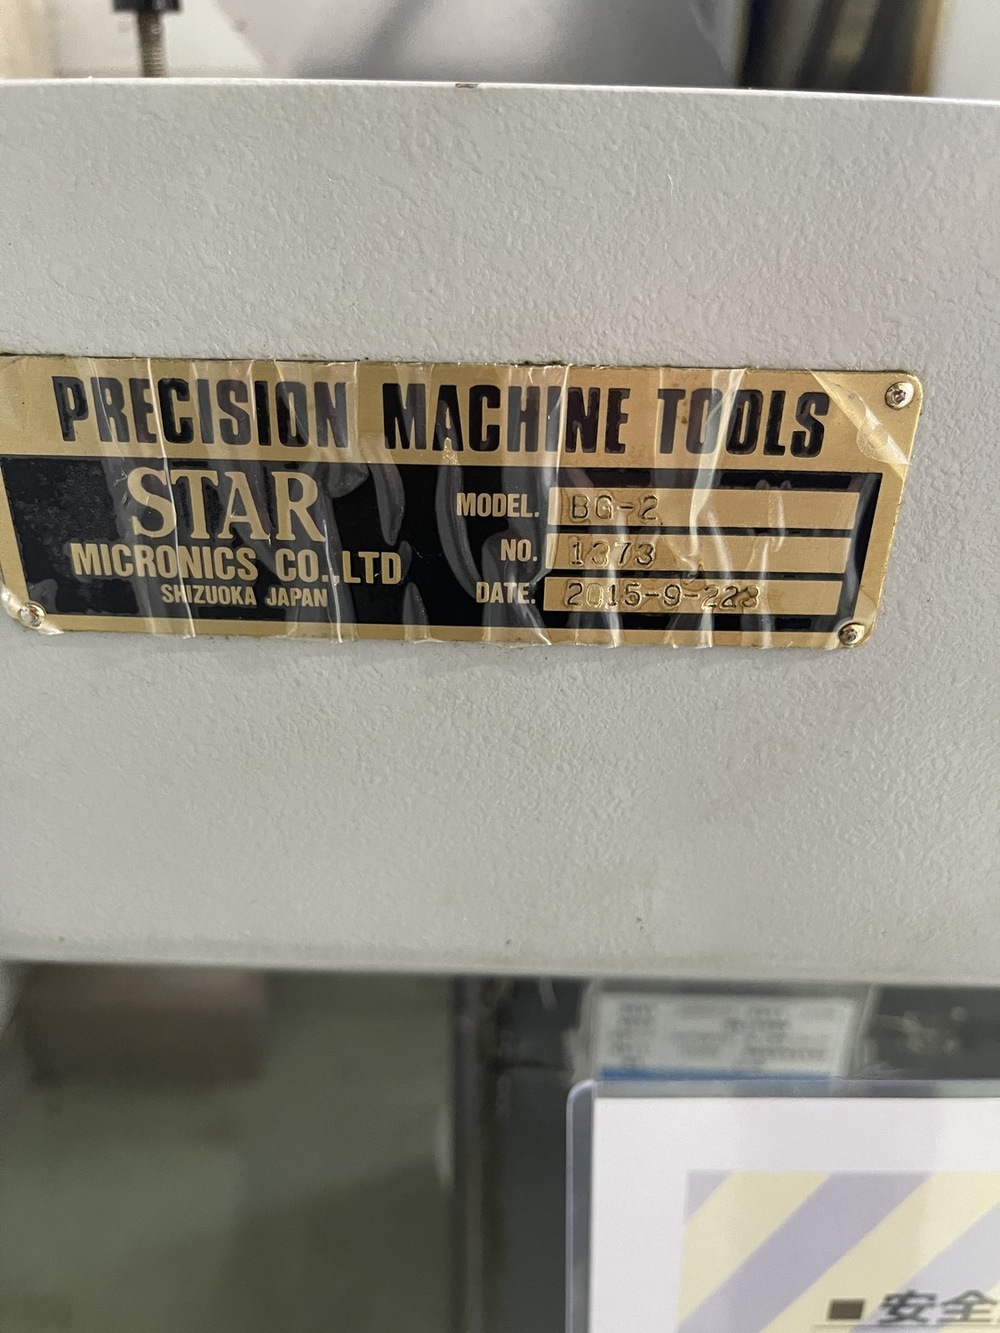 PRECISION MACHINE TOOLS
STAR
MICRONICS CO.,LTD
SHIZUOKA JAPAN
MODEL. BG-2
NO. 1373
DATE. 2015-9-223
■安全